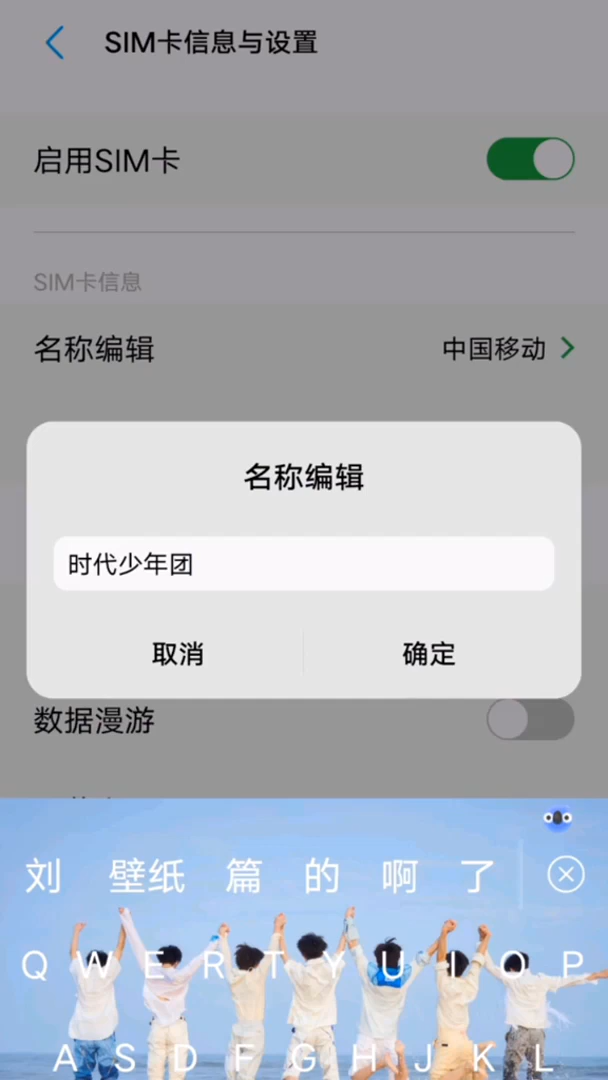 SIM卡信息与设置
启用SIM卡
SIM卡信息
名称编辑 中国移动
名称编辑
时代少年团
取消 确定
数据漫游
刘 壁纸 篇 的 啊 了
Q W E R T Y U I O P
A S D F G H J K L